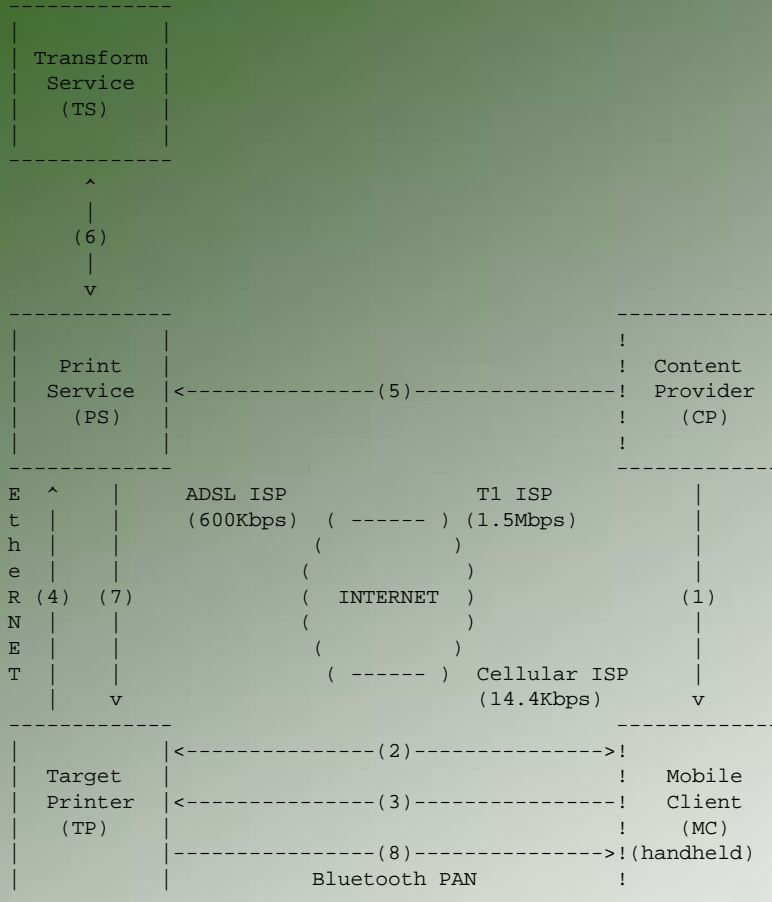 -------------
|           |
| Transform |
|  Service  |
|   (TS)    |
|           |
-------------
     ^
     |
    (6)
     |
     v
-------------                            ----------
|           |                            !
|   Print   |                            !  Content
|  Service  |<---------------(5)----------------!  Provider
|   (PS)    |                            !   (CP)
|           |                            !
-------------                            ----------
E  ^   |    ADSL ISP           T1 ISP       |
t  |   |    (600Kbps)  ( ------ ) (1.5Mbps)       |
h  |   |            (        )              |
e  |   |           (          )             |
R (4) (7)          (  INTERNET  )            (1)
N  |   |           (          )             |
E  |   |            (        )              |
T  |   |             ( ------ )  Cellular ISP    |
   |   v                       (14.4Kbps)      v
-------------                            ----------
|           |<---------------(2)--------------->!
|  Target   |                            !   Mobile
|  Printer  |<---------------(3)----------------!   Client
|   (TP)    |                            !    (MC)
|           |----------------(8)--------------->!(handheld)
|           |         Bluetooth PAN         !